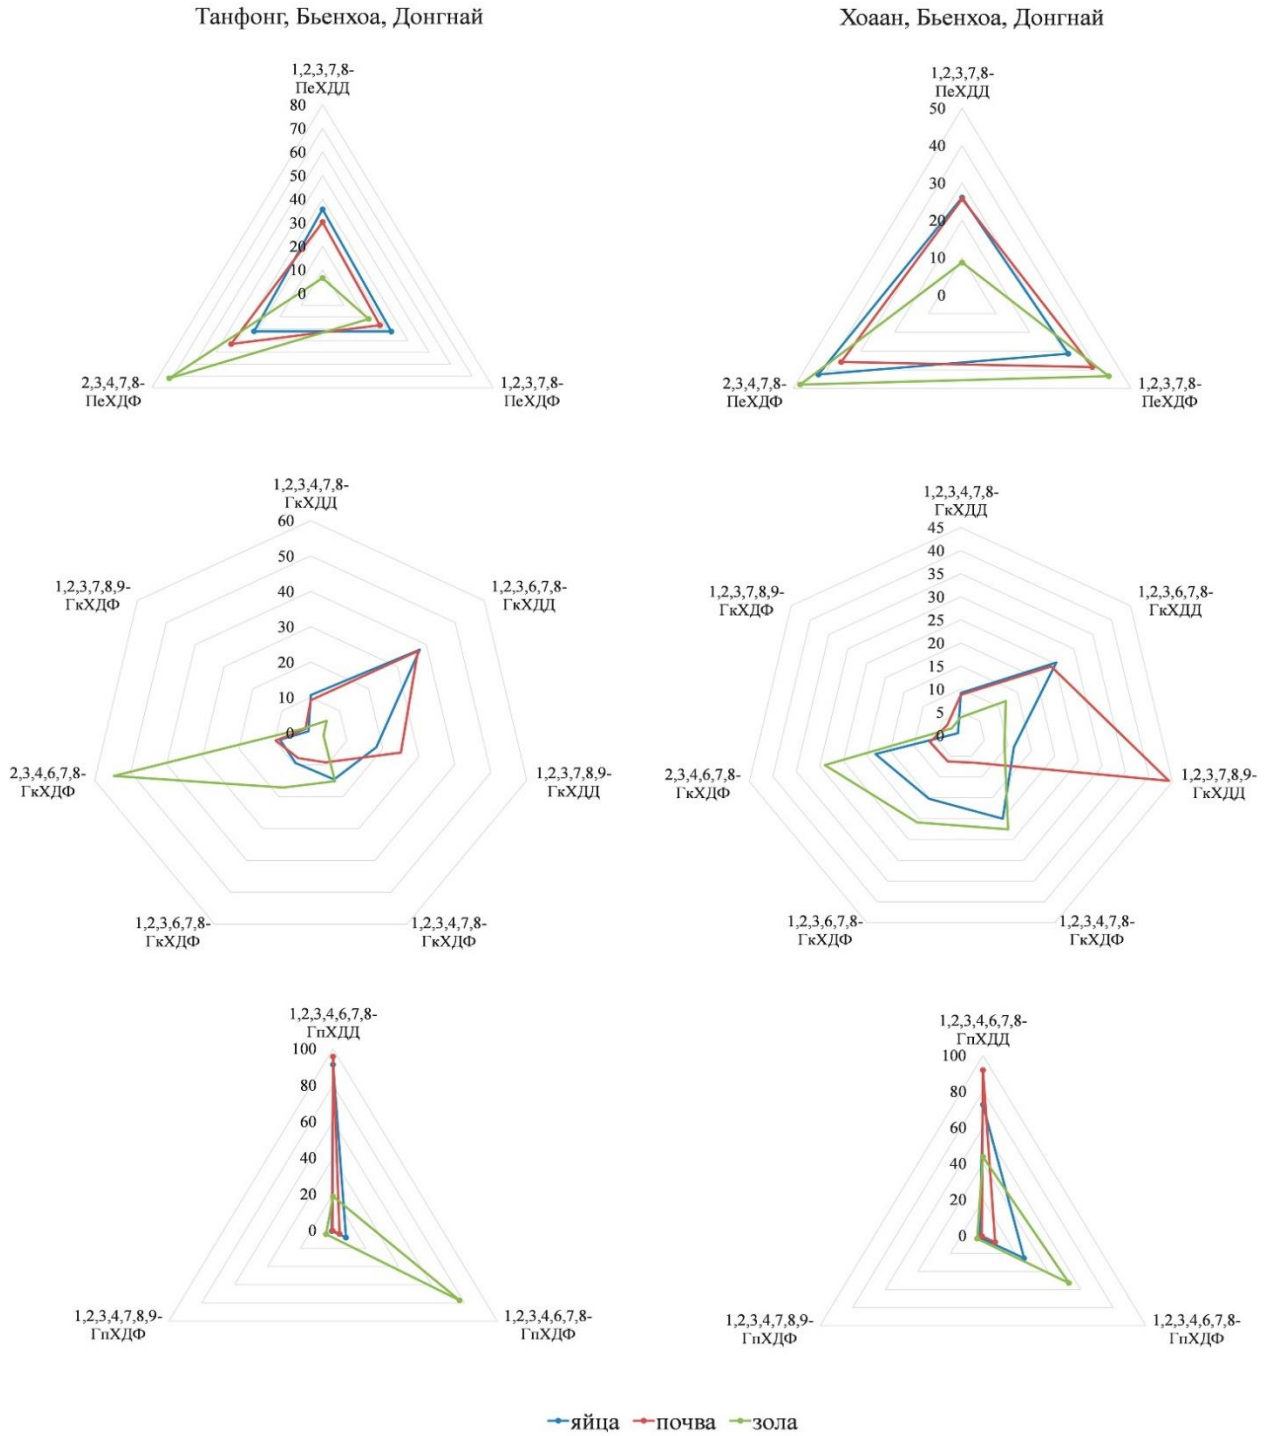 Танфонг, Бьенхоа, Донгнай
Хоаан, Бьенхоа, Донгнай
1,2,3,7,8-
ПеХДД
80
70
60
50
40
30
20
10
0
2,3,4,7,8-
ПеХДФ
1,2,3,7,8-
ПеХДФ
1,2,3,7,8-
ПеХДД
50
40
30
20
10
0
2,3,4,7,8-
ПеХДФ
1,2,3,7,8-
ПеХДФ
1,2,3,4,7,8-
ГкХДД
60
50
40
30
20
10
0
1,2,3,7,8,9-
ГкХДФ
1,2,3,6,7,8-
ГкХДД
2,3,4,6,7,8-
ГкХДФ
1,2,3,7,8,9-
ГкХДД
1,2,3,6,7,8-
ГкХДФ
1,2,3,4,7,8-
ГкХДФ
1,2,3,4,7,8-
ГкХДД
45
40
35
30
25
20
15
10
5
0
1,2,3,7,8,9-
ГкХДФ
1,2,3,6,7,8-
ГкХДД
2,3,4,6,7,8-
ГкХДФ
1,2,3,7,8,9-
ГкХДД
1,2,3,6,7,8-
ГкХДФ
1,2,3,4,7,8-
ГкХДФ
1,2,3,4,6,7,8-
ГпХДД
100
80
60
40
20
0
1,2,3,4,7,8,9-
ГпХДФ
1,2,3,4,6,7,8-
ГпХДФ
1,2,3,4,6,7,8-
ГпХДД
100
80
60
40
20
0
1,2,3,4,7,8,9-
ГпХДФ
1,2,3,4,6,7,8-
ГпХДФ
яйца почва зола